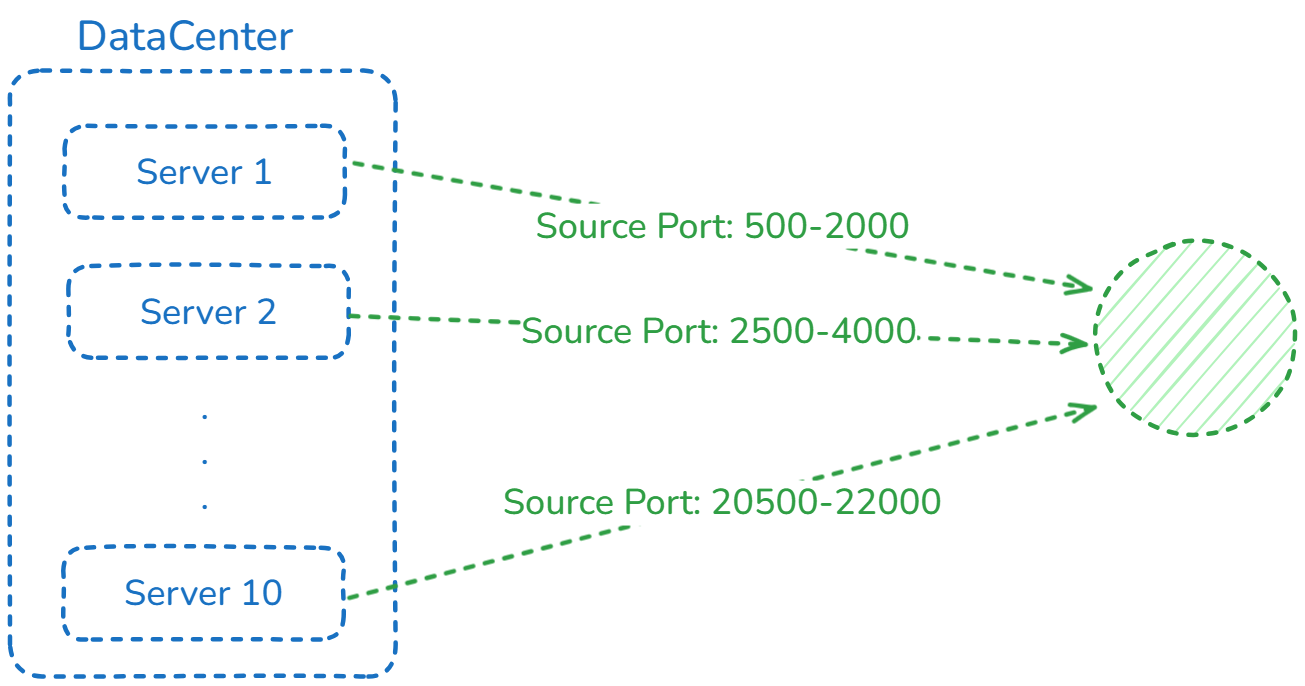 DataCenter
Server 1
Source Port: 500-2000
Server 2
Source Port: 2500-4000
.
.
.
Source Port: 20500-22000
Server 10